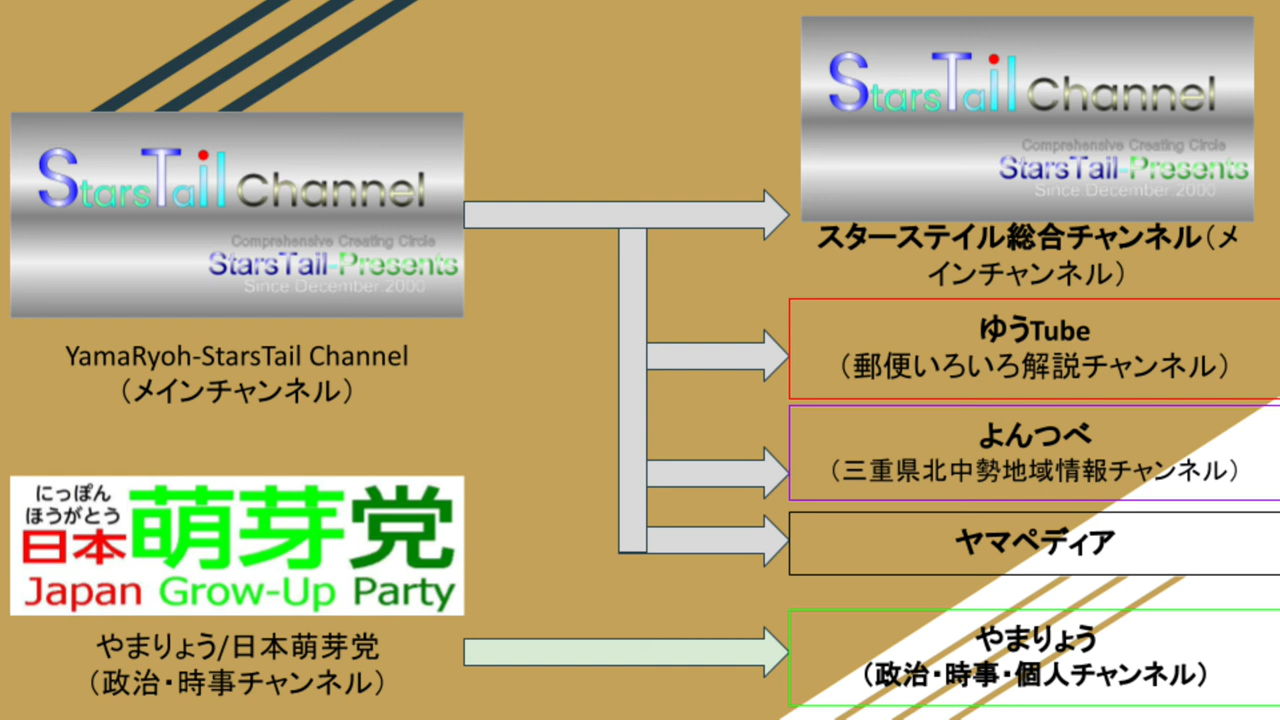 StarsTail Channel
Comprehensive Creating Circle
StarsTail-Presents
Since December.2000
YamaRyoh-StarsTail Channel
（メインチャンネル）
にっぽん
ほうがとう
日本萌芽党
Japan Grow-Up Party
やまりょう/日本萌芽党
（政治・時事チャンネル）
StarsTail Channel
Comprehensive Creating Circle
StarsTail-Presents
Since December.2000
スターステイル総合チャンネル（メ
インチャンネル）
ゆうTube
（郵便いろいろ解説チャンネル）
よんつべ
（三重県北中勢地域情報チャンネル）
ヤマペディア
やまりょう
（政治・時事・個人チャンネル）